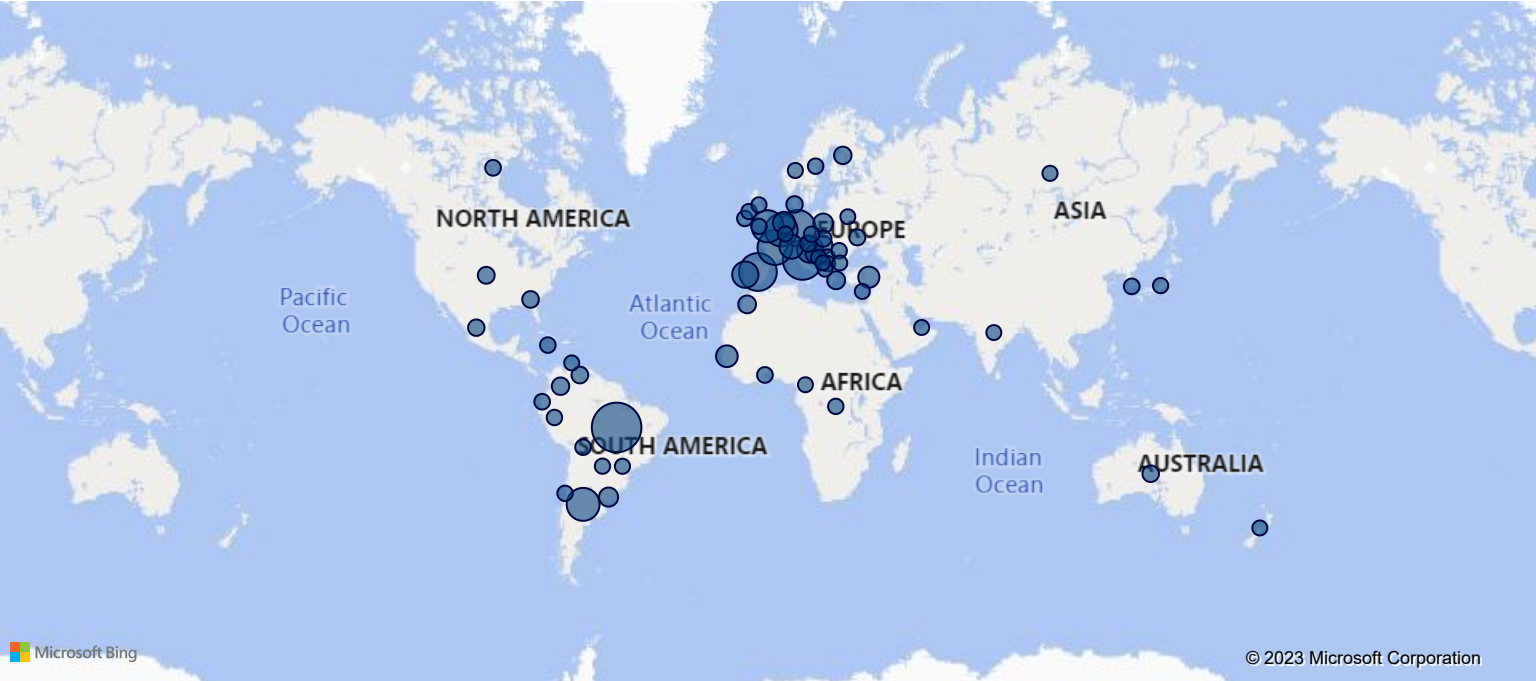 NORTH AMERICA
EUROPE
ASIA
Pacific
Ocean
Atlantic
Ocean
AFRICA
SOUTH AMERICA
Indian
Ocean
AUSTRALIA
Microsoft Bing
© 2023 Microsoft Corporation